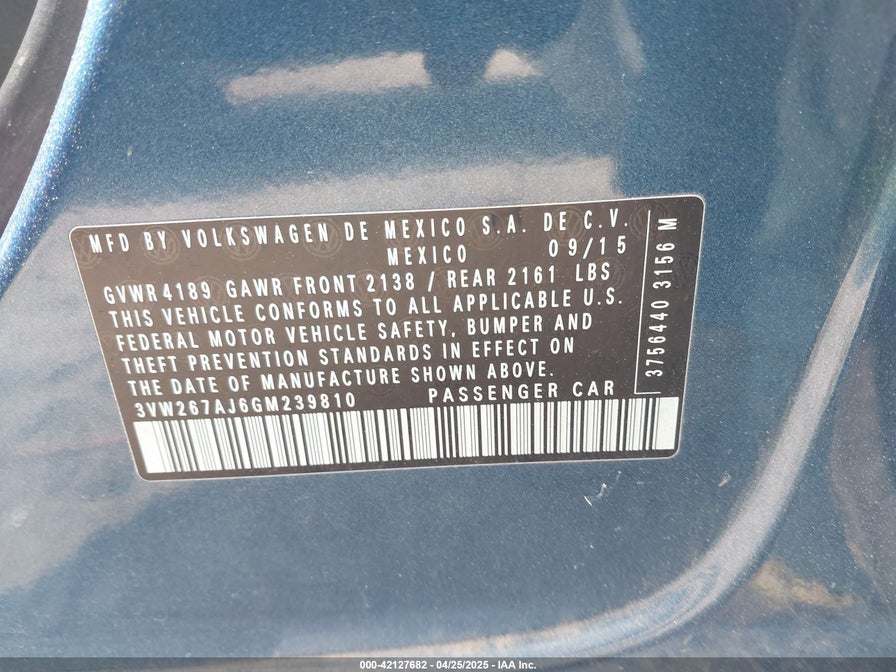 MFD BY VOLKSWAGEN DE MEXICO S.A. DE C.V.
MEXICO 09/15
GVWR 4189 GAWR FRONT 2138 / REAR 2161 LBS
THIS VEHICLE CONFORMS TO ALL APPLICABLE U.S.
FEDERAL MOTOR VEHICLE SAFETY, BUMPER AND
THEFT PREVENTION STANDARDS IN EFFECT ON
THE DATE OF MANUFACTURE SHOWN ABOVE.
3VW267AJ6GM239810 PASSENGER CAR
3756440 3156 M
000-42127682 - 04/25/2025 - IAA Inc.